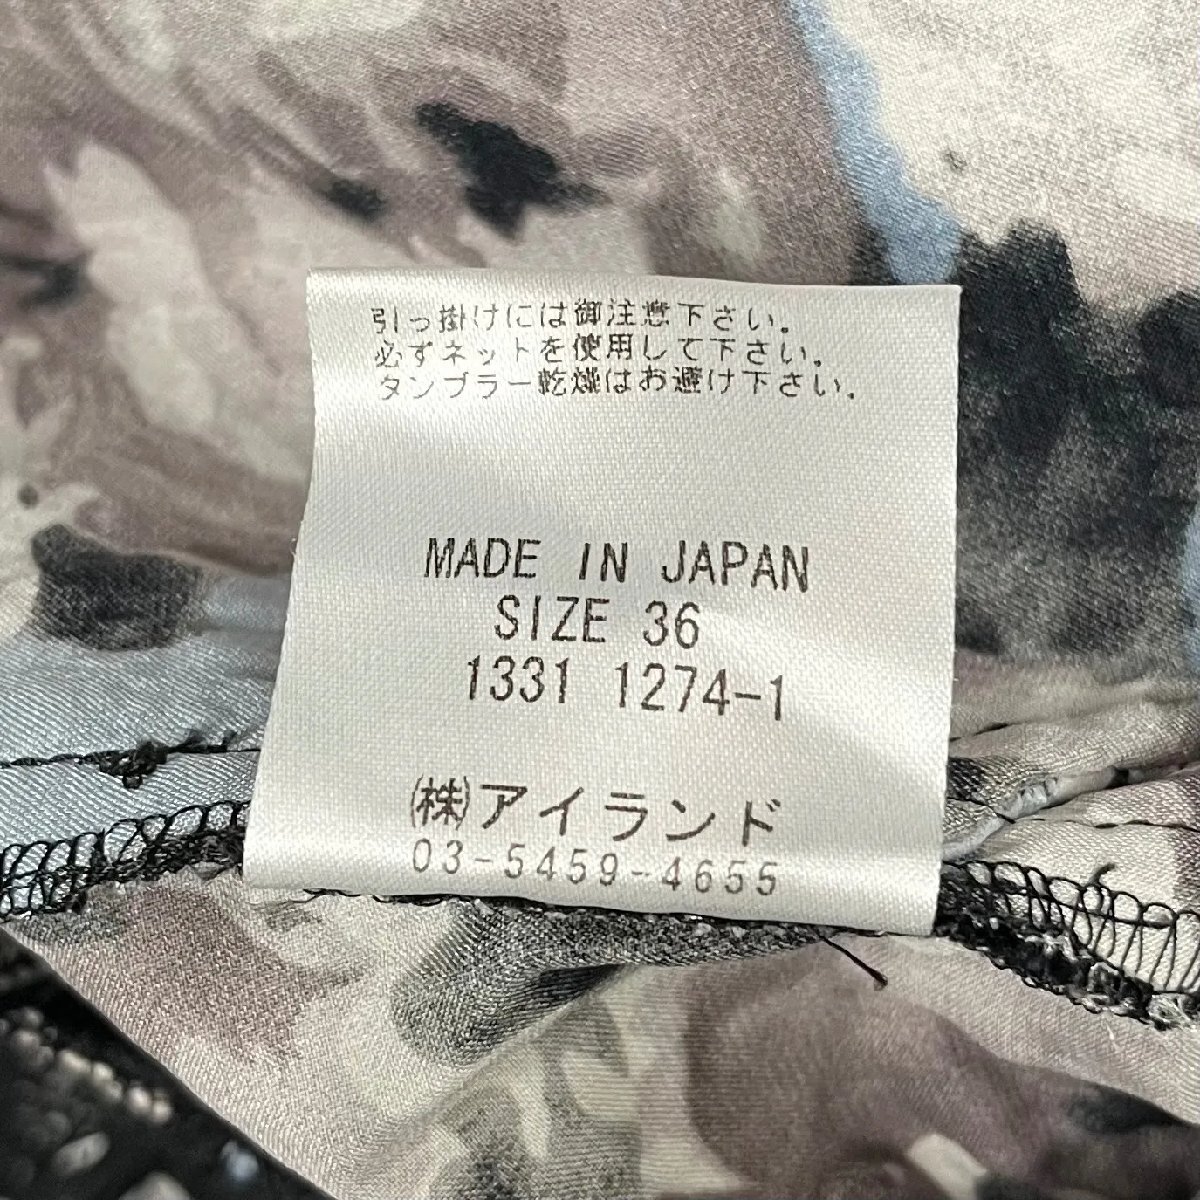 引っ掛けには御注意下さい。
必ずネットを使用して下さい。
タンブラー乾燥はお避け下さい。
MADE IN JAPAN
SIZE 36
1331 1274-1
㈱アイランド
03-5459-4655